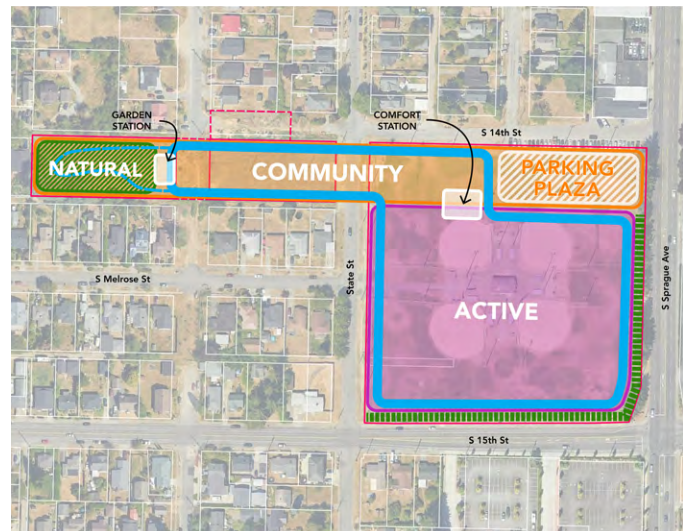 GARDEN
STATION
COMFORT
STATION
S 14th St
NATURAL
COMMUNITY
PARKING
PLAZA
S Melrose St
State St
S Sprague Ave
ACTIVE
S 15th St